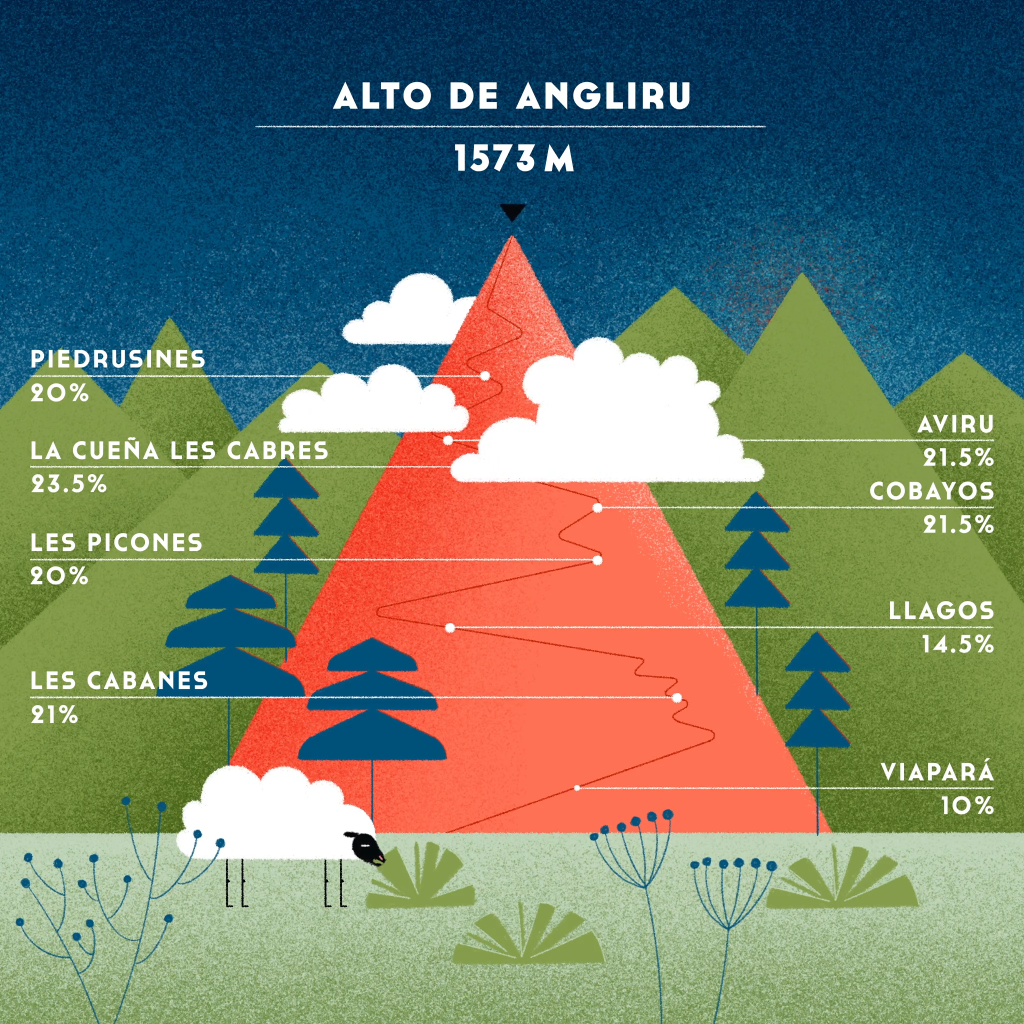 ALTO DE ANGLIRU
1573 M
PIEDRUSINES
20%
LA CUEÑA LES CABRES
23.5%
LES PICONES
20%
LES CABANES
21%
AVIRU
21.5%
COBAYOS
21.5%
LLAGOS
14.5%
VIAPARÁ
10%